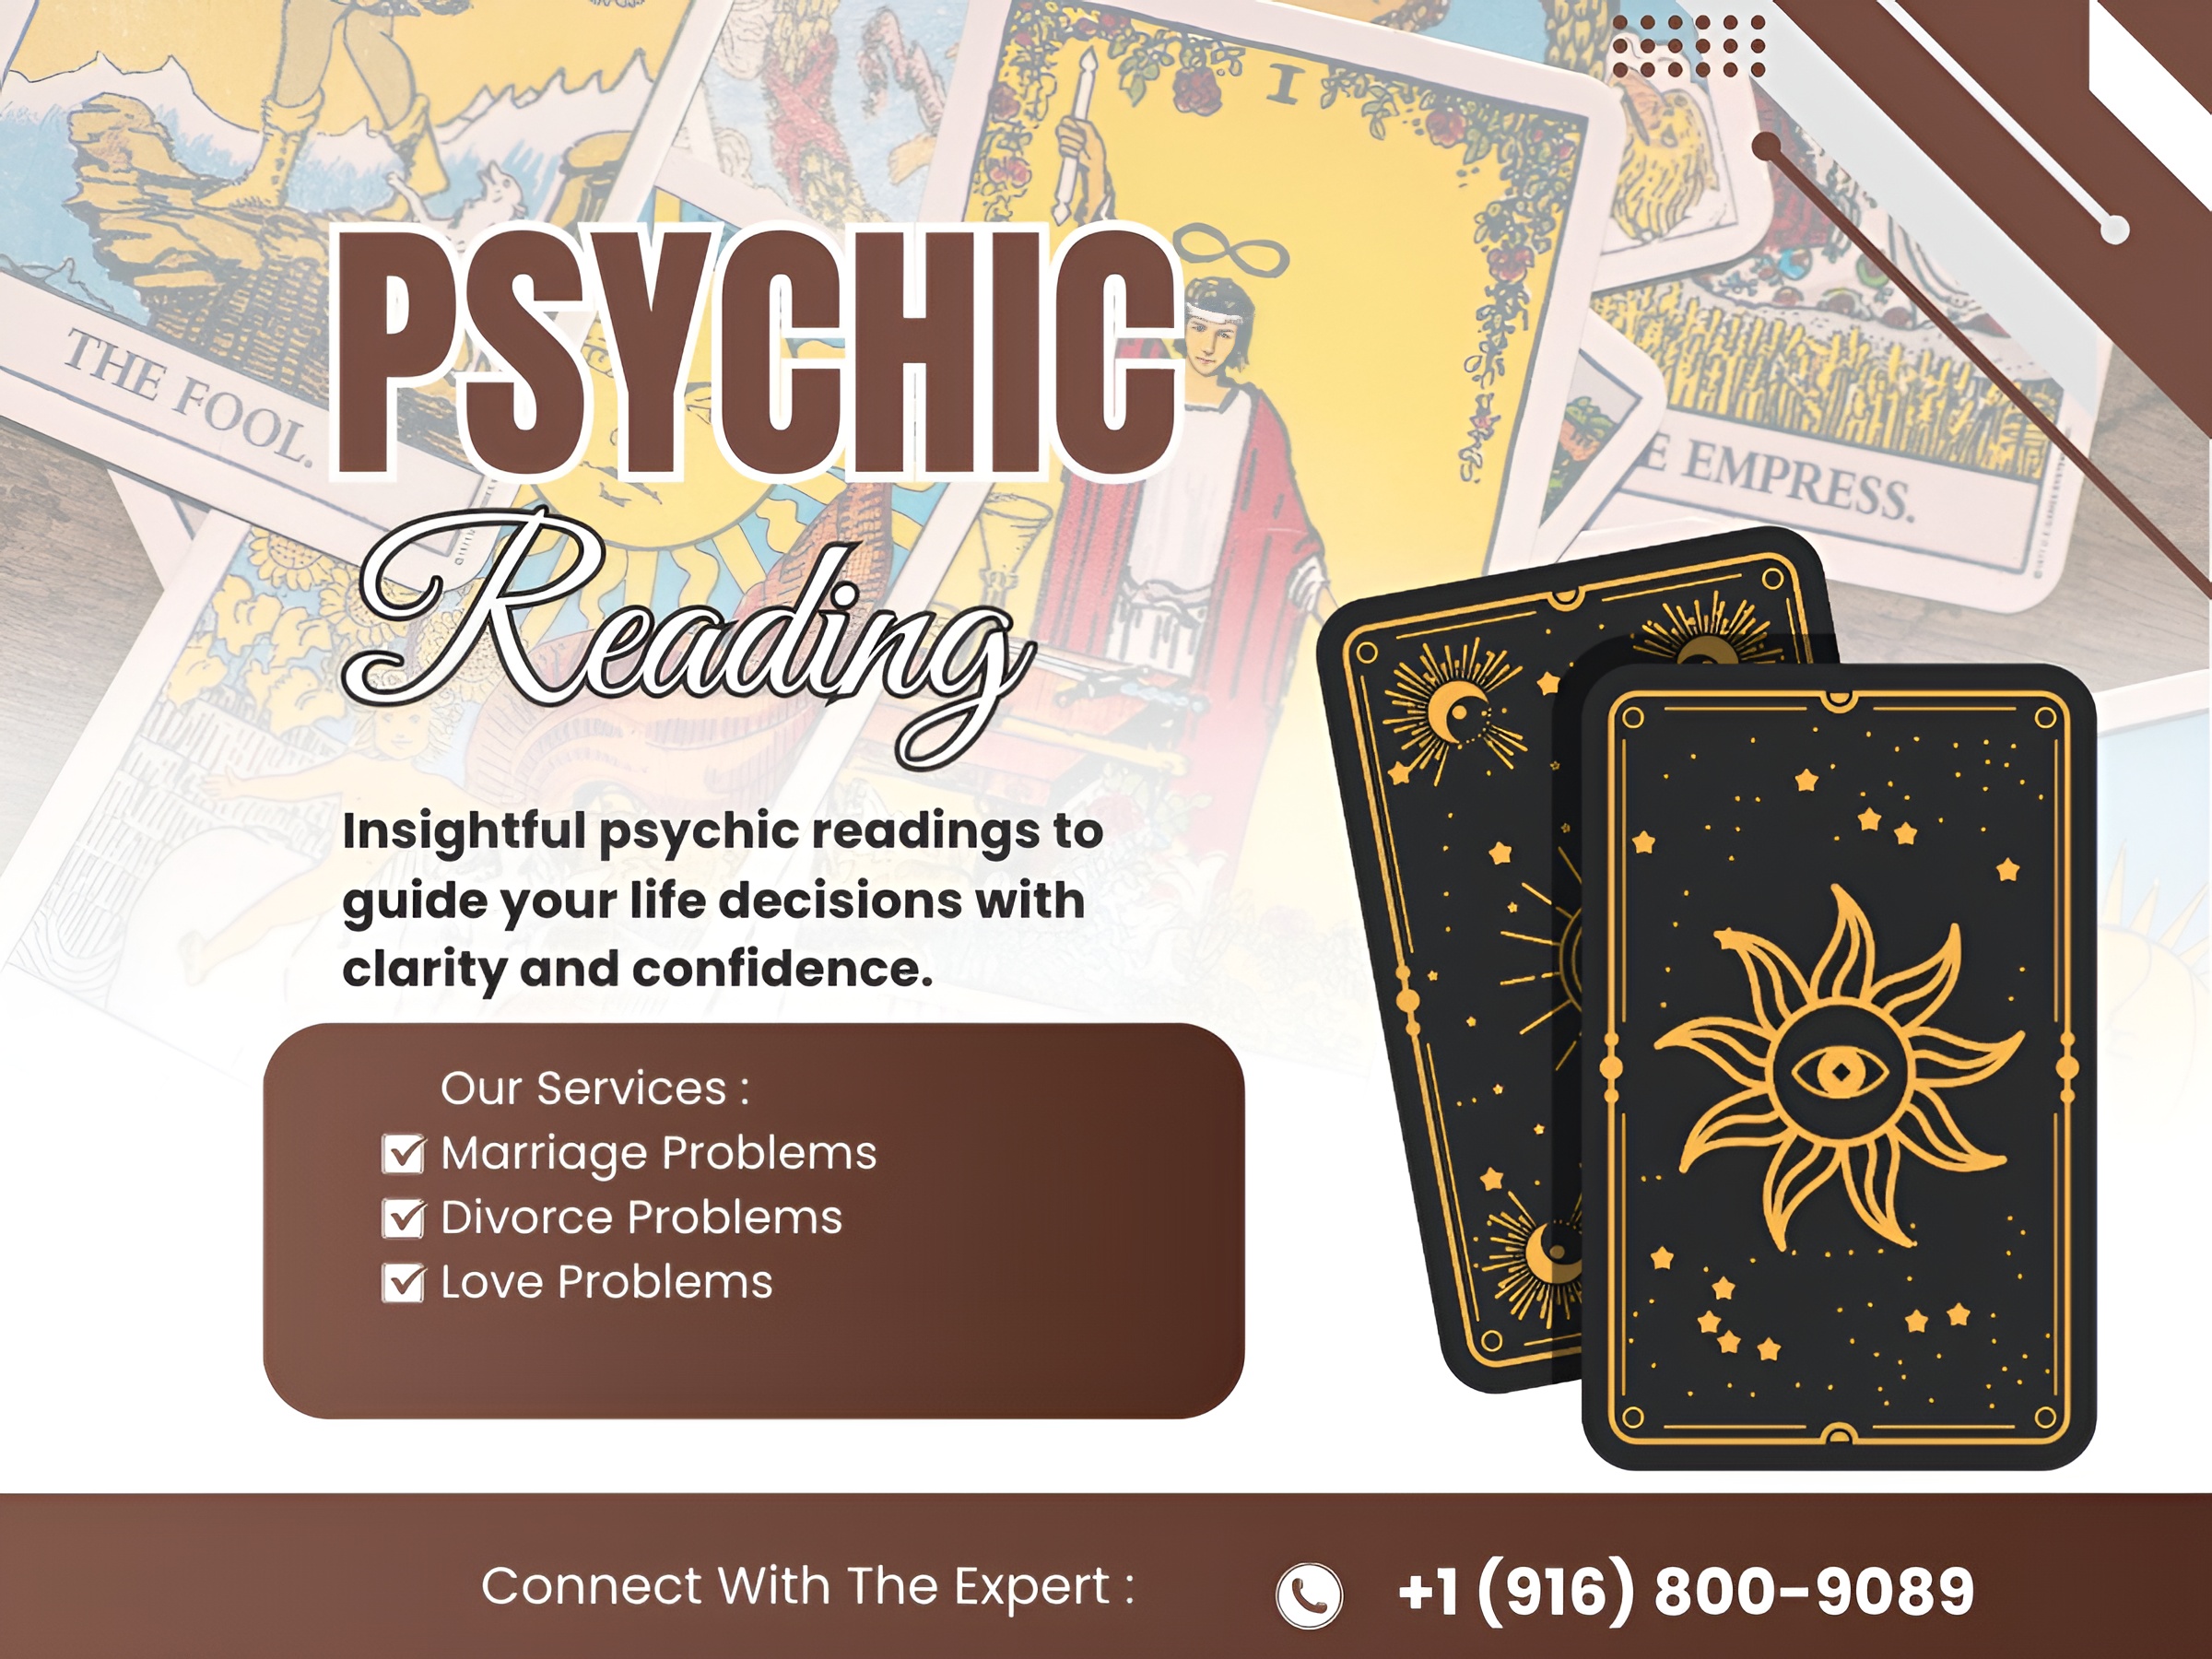 I
THE FOOL.
E EMPRESS.
PSYCHIC
Reading
Insightful psychic readings to
guide your life decisions with
clarity and confidence.
Our Services :
Marriage Problems
Divorce Problems
Love Problems
Connect With The Expert :
+1 (916) 800-9089